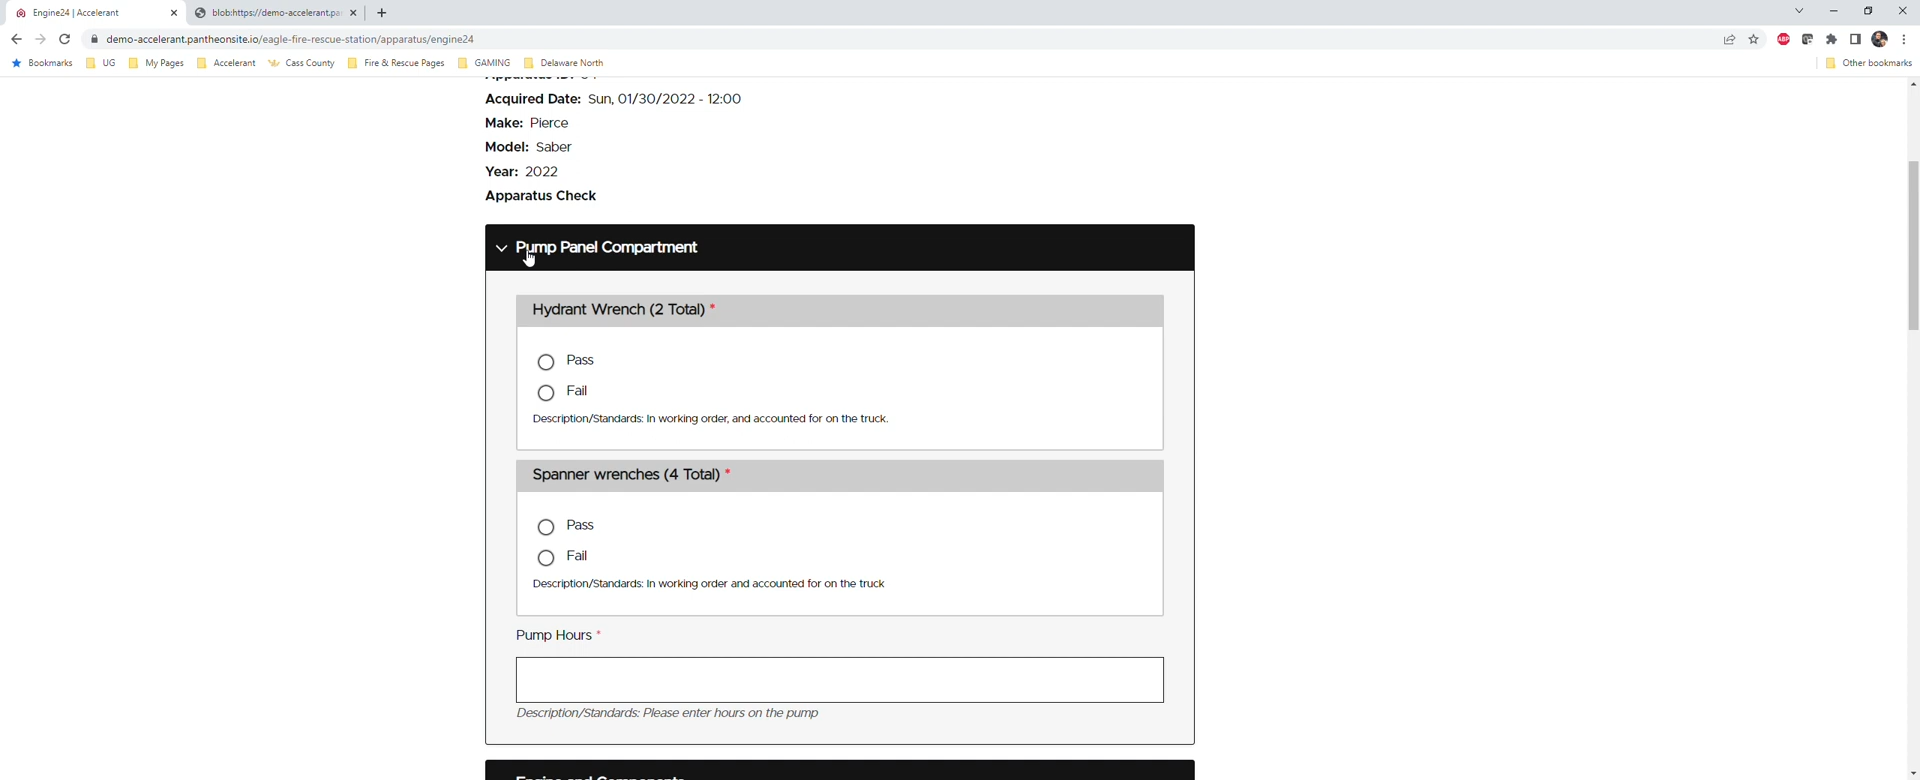 Engine24 | Accelerant
blob:https://demo-accelerant.pa
demo-accelerant.pantheonsite.io/eagle-fire-rescue-station/apparatus/engine24
ABP
Bookmarks UG My Pages Accelerant Cass County Fire & Rescue Pages GAMING Delaware North Other bookmarks
Acquired Date: Sun, 01/30/2022 - 12:00
Make: Pierce
Model: Saber
Year: 2022
Apparatus Check
Pump Panel Compartment
Hydrant Wrench (2 Total) *
Pass
Fail
Description/Standards: In working order, and accounted for on the truck.
Spanner wrenches (4 Total) *
Pass
Fail
Description/Standards: In working order and accounted for on the truck
Pump Hours *
Description/Standards: Please enter hours on the pump
Engine and Components